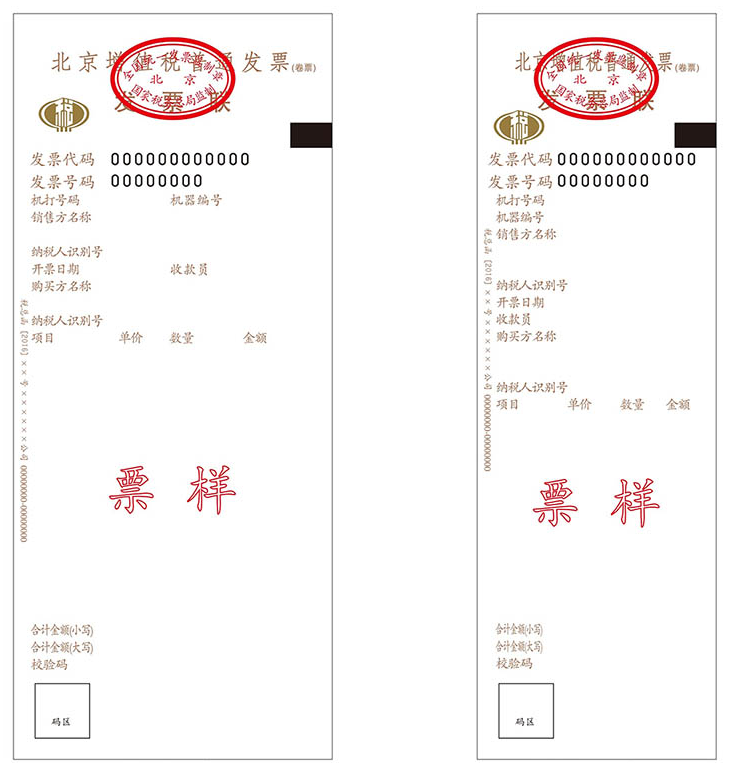 北京增值税普通发票(卷票)
全国统一发票监制章
北京
国家税务总局监制
发票联
税
发票代码 000000000000
发票号码 00000000
机打号码 机器编号
销售方名称
纳税人识别号
开票日期 收款员
购买方名称
纳税人识别号
项目 单价 数量 金额
税总函 [2016] ×× 号××××××公司 00000000-00000000
票样
合计金额(小写)
合计金额(大写)
校验码
码区
北京增值税普通发票(卷票)
全国统一发票监制章
北京
国家税务总局监制
发票联
税
发票代码 000000000000
发票号码 00000000
机打号码
机器编号
销售方名称
税总函 [2016] ×× 号××××××公司 00000000-00000000
纳税人识别号
开票日期
收款员
购买方名称
纳税人识别号
项目 单价 数量 金额
票样
合计金额(小写)
合计金额(大写)
校验码
码区